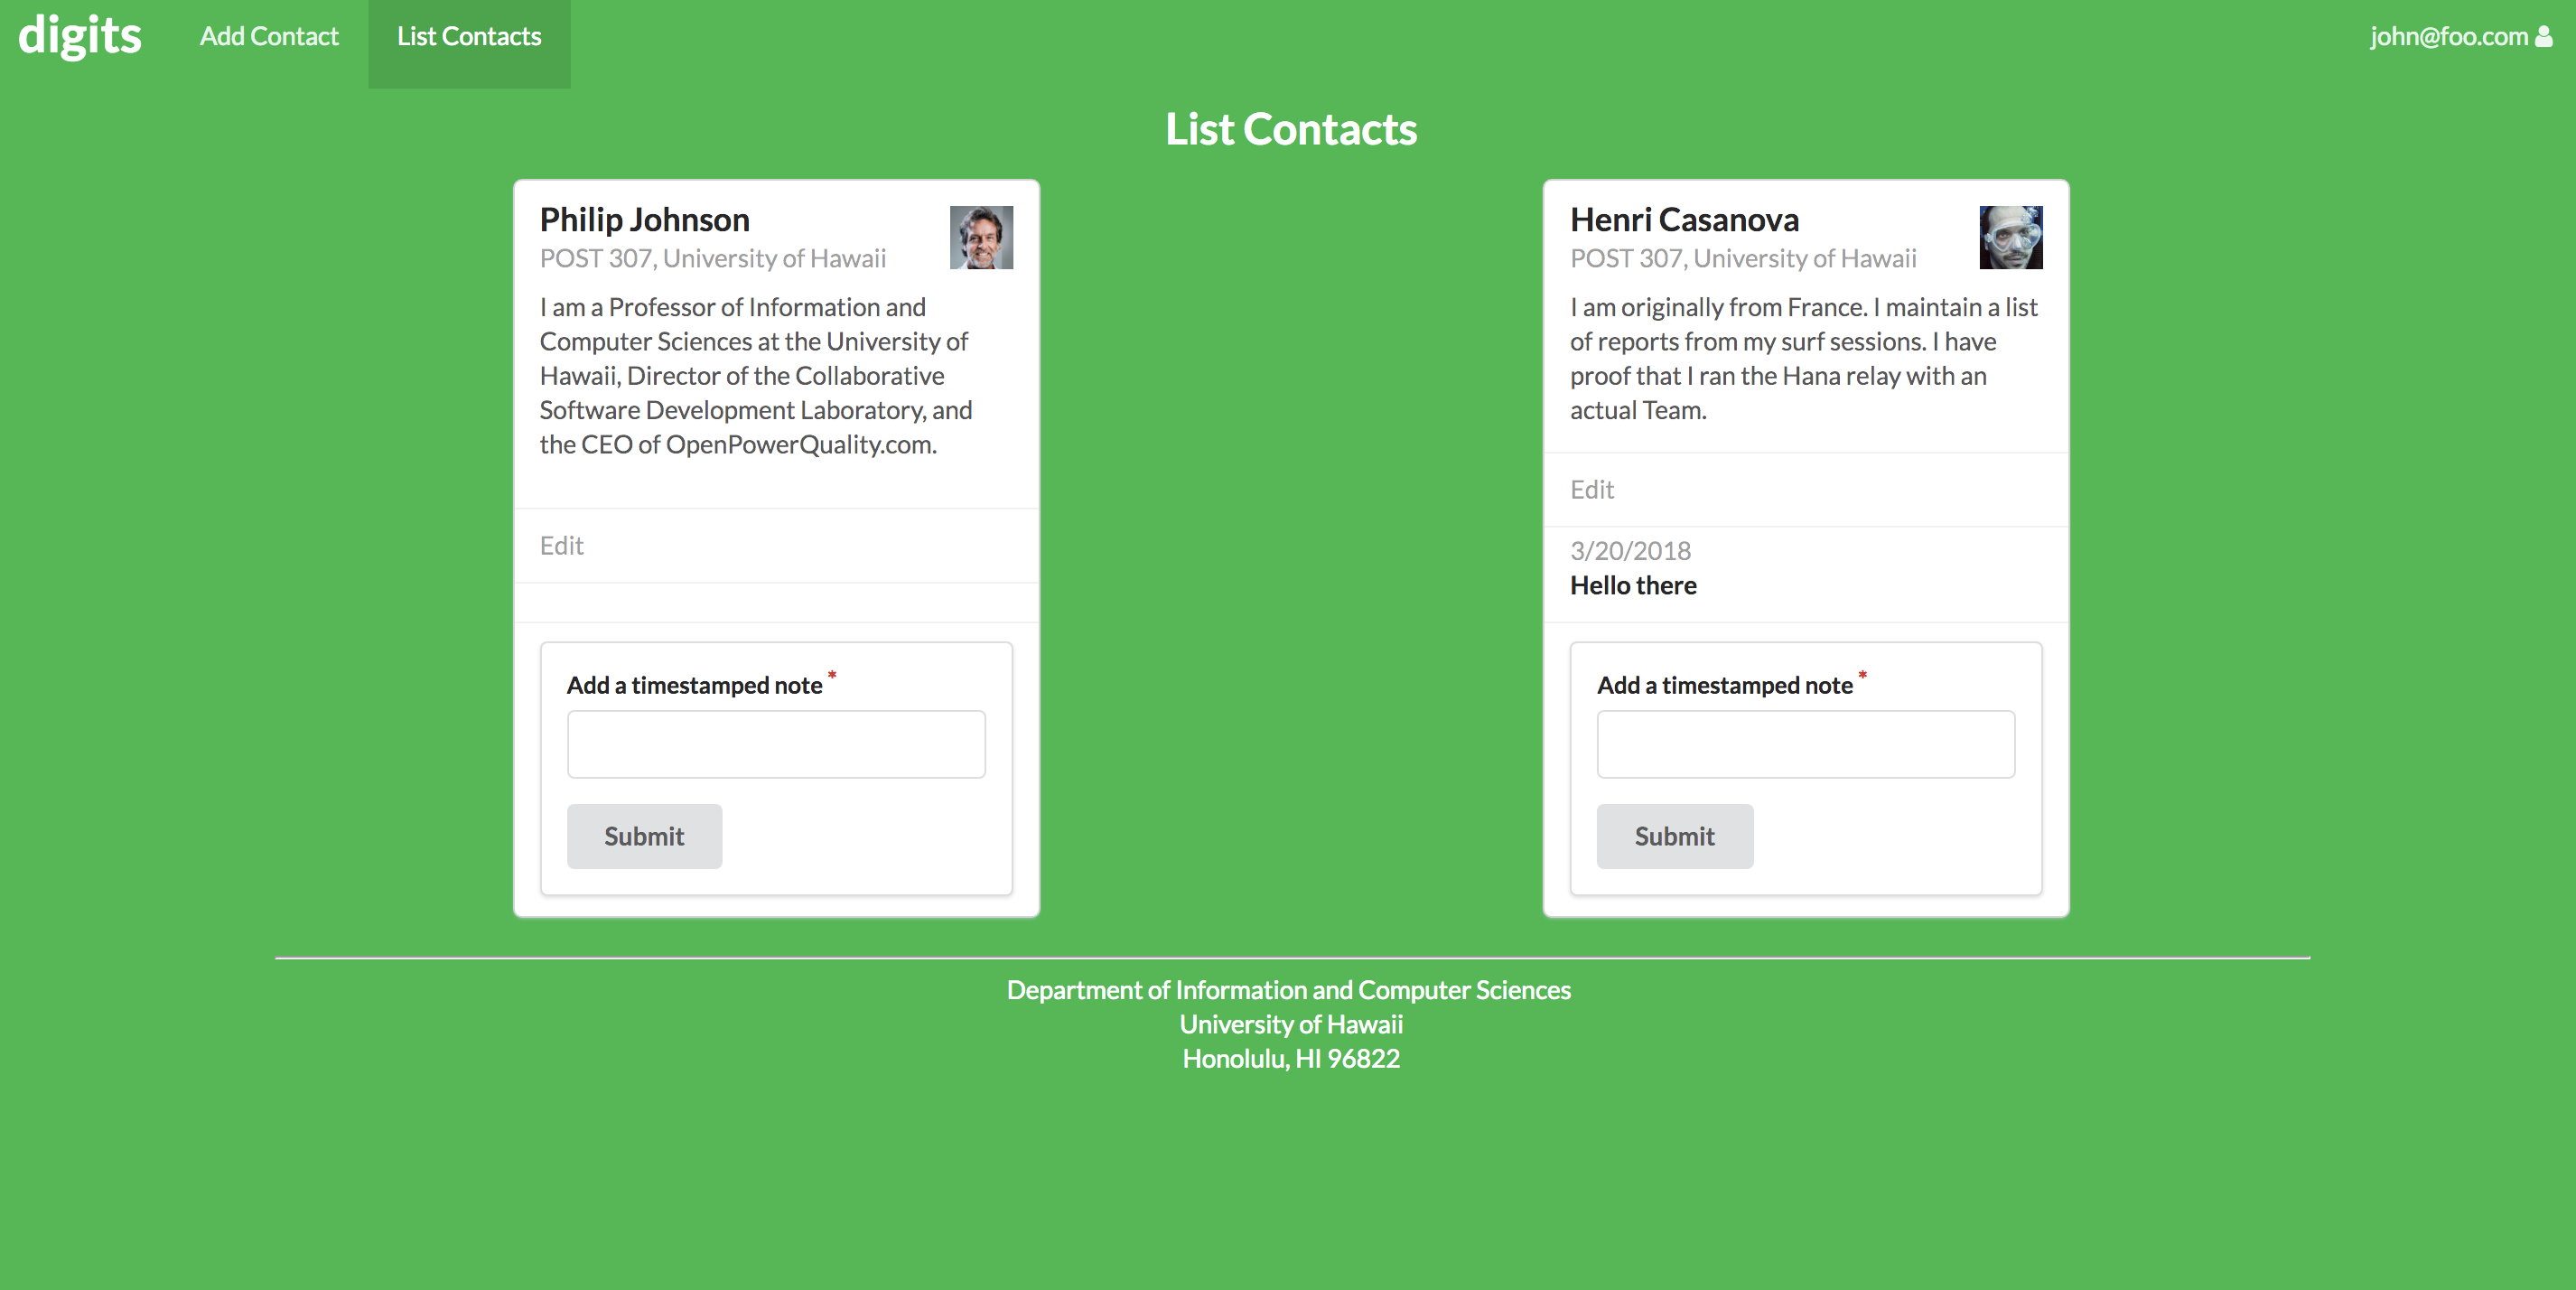 digits
Add Contact
List Contacts
john@foo.com
List Contacts
Philip Johnson
POST 307, University of Hawaii
I am a Professor of Information and
Computer Sciences at the University of
Hawaii, Director of the Collaborative
Software Development Laboratory, and
the CEO of OpenPowerQuality.com.
Edit
Add a timestamped note *
Submit
Henri Casanova
POST 307, University of Hawaii
I am originally from France. I maintain a list
of reports from my surf sessions. I have
proof that I ran the Hana relay with an
actual Team.
Edit
3/20/2018
Hello there
Add a timestamped note *
Submit
Department of Information and Computer Sciences
University of Hawaii
Honolulu, HI 96822